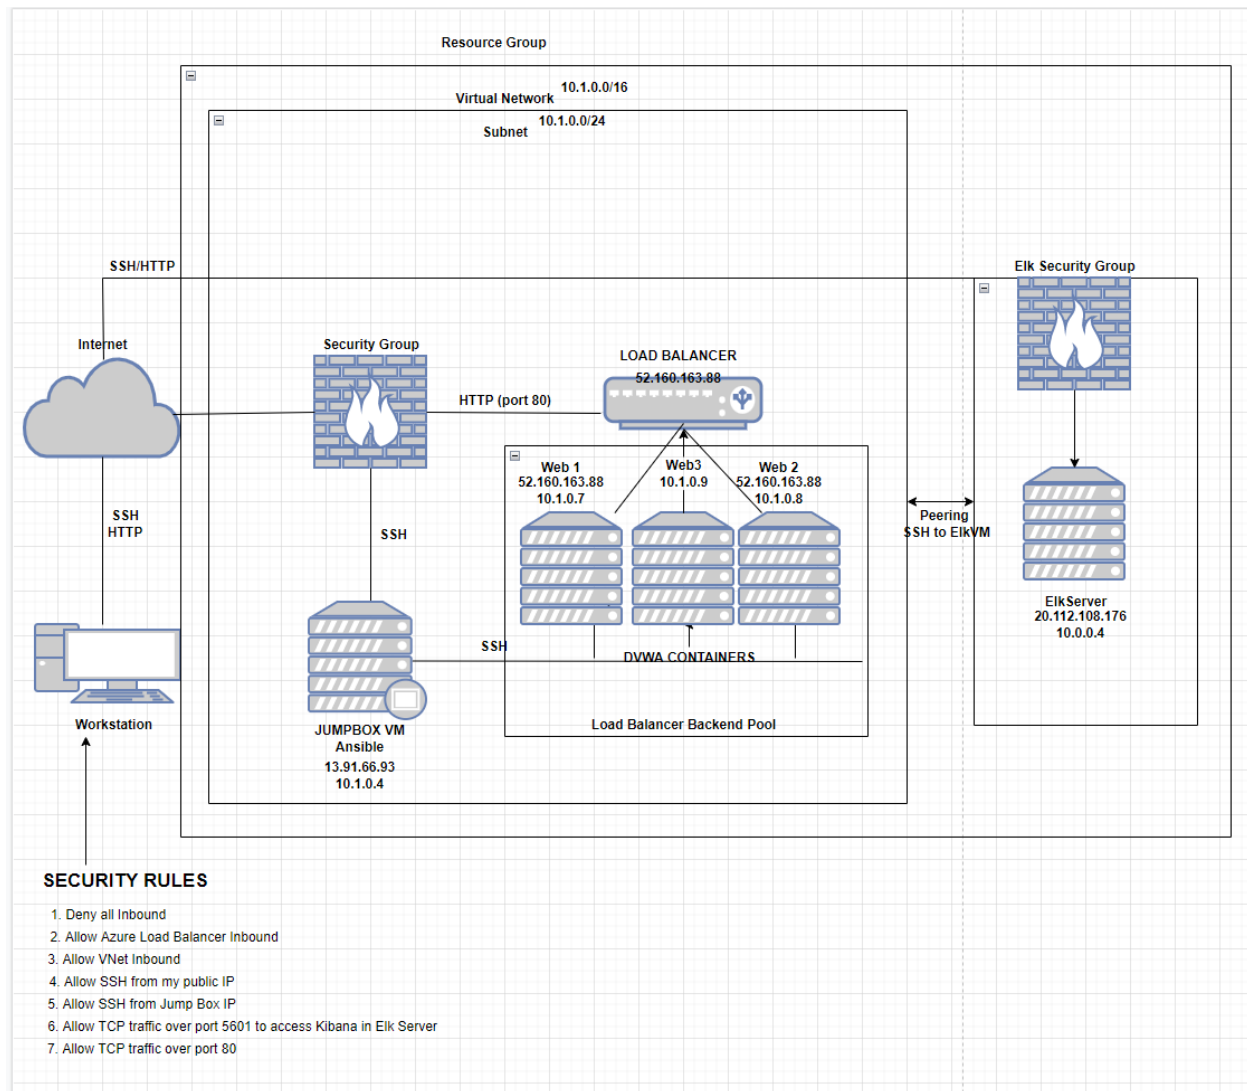 Resource Group
10.1.0.0/16
Virtual Network
10.1.0.0/24
Subnet
SSH/HTTP
Elk Security Group
Internet
Security Group
LOAD BALANCER
52.160.163.88
HTTP (port 80)
Web 1
52.160.163.88
10.1.0.7
Web3
10.1.0.9
Web 2
52.160.163.88
10.1.0.8
SSH
HTTP
SSH
Peering
SSH to ElkVM
ElkServer
20.112.108.176
10.0.0.4
SSH
DVWA CONTAINERS
Workstation
JUMPBOX VM
Ansible
13.91.66.93
10.1.0.4
Load Balancer Backend Pool
SECURITY RULES
1. Deny all Inbound
2. Allow Azure Load Balancer Inbound
3. Allow VNet Inbound
4. Allow SSH from my public IP
5. Allow SSH from Jump Box IP
6. Allow TCP traffic over port 5601 to access Kibana in Elk Server
7. Allow TCP traffic over port 80